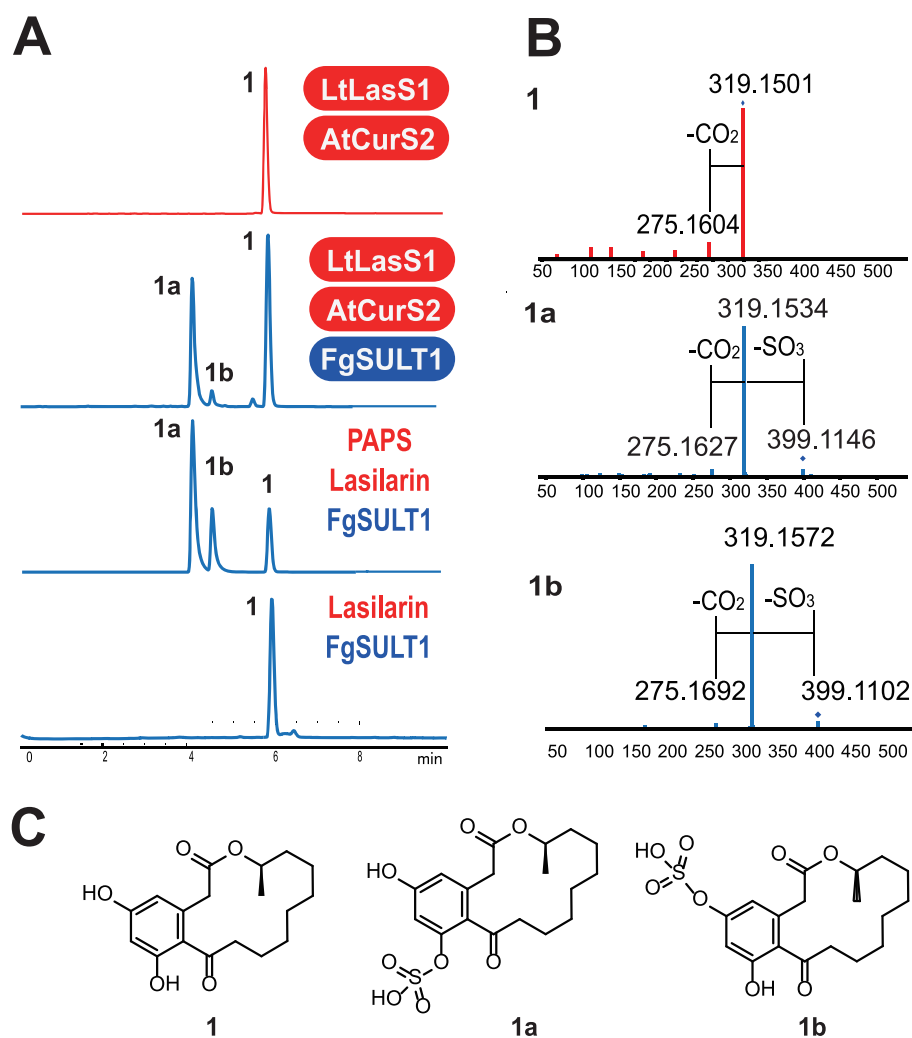 A
1
LtLasS1
AtCurS2
1
1a
1b
LtLasS1
AtCurS2
FgSULT1
1a
1b
1
PAPS
Lasilarin
FgSULT1
1
Lasilarin
FgSULT1
0 2 4 6 8 min
B
1
319.1501
-CO2
275.1604
50 100 150 200 250 300 350 400 450 500
1a
319.1534
-CO2 -SO3
275.1627 399.1146
50 100 150 200 250 300 350 400 450 500
1b
319.1572
-CO2 -SO3
275.1692 399.1102
50 100 150 200 250 300 350 400 450 500
C
O
O
HO
OH
O
1
O
O
HO
O
O
S
O
HO
O
1a
HO
O
S
O
O
O
O
OH
O
1b